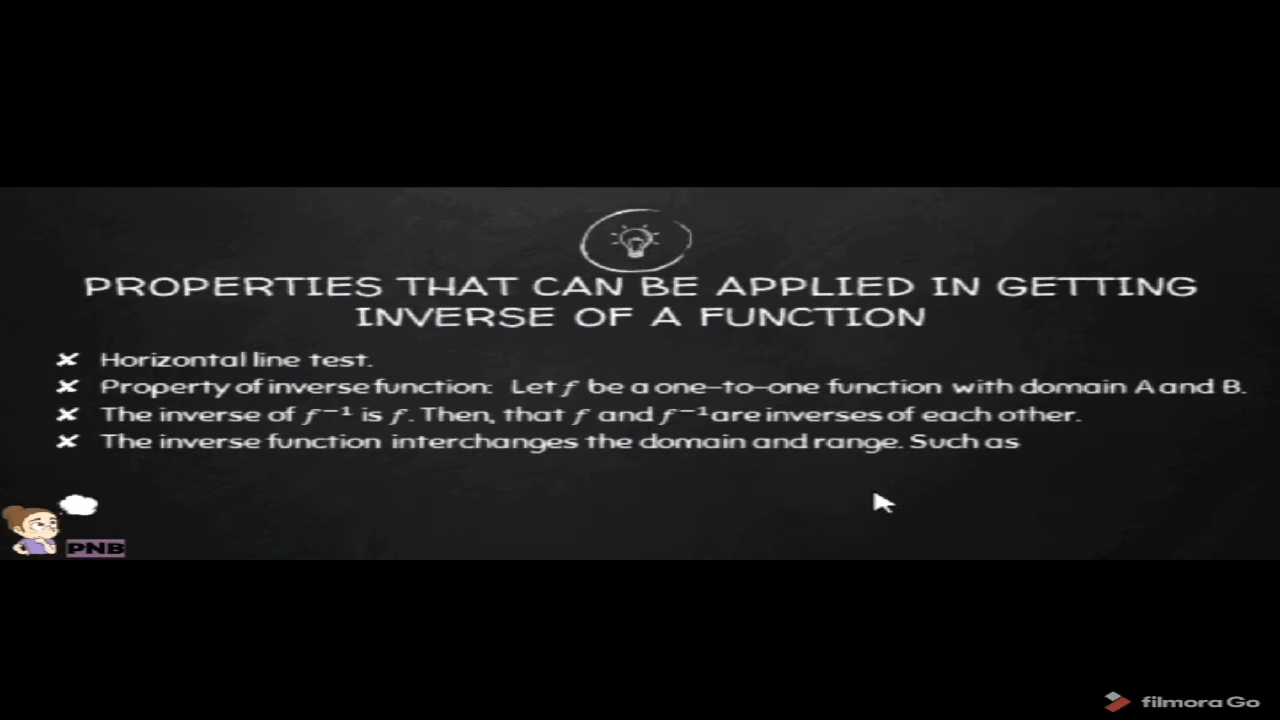 PROPERTIES THAT CAN BE APPLIED IN GETTING
INVERSE OF A FUNCTION
× Horizontal line test.
× Property of inverse function: Let f be a one-to-one function with domain A and B.
× The inverse of f⁻¹ is f. Then, that f and f⁻¹ are inverses of each other.
× The inverse function interchanges the domain and range. Such as
PNB
filmora Go